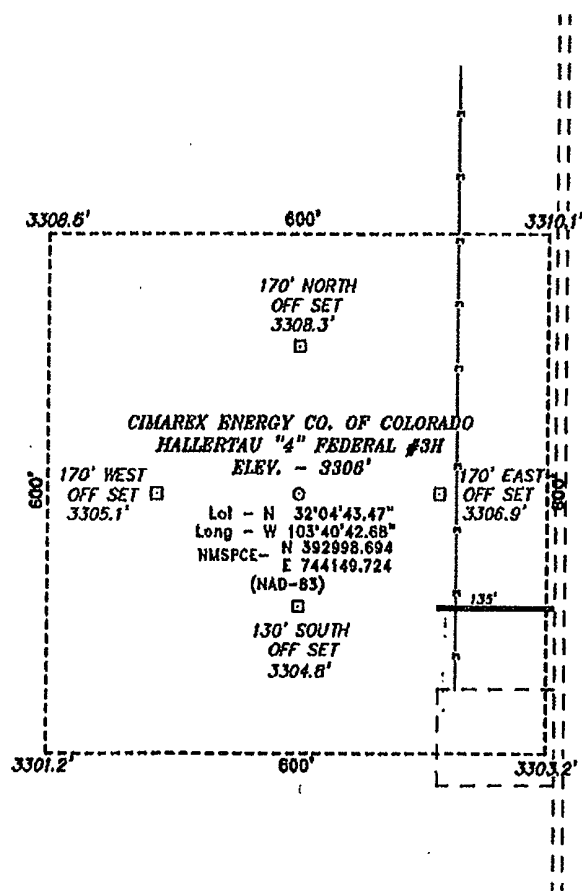 3308.6' 600' 3310.1'
170' NORTH
OFF SET
3308.3'
CIMAREX ENERGY CO. OF COLORADO
HALLERTAU "4" FEDERAL #3H
ELEV. - 3306'
170' WEST
OFF SET
3305.1'
600'
170' EAST
OFF SET
3306.9'
600'
Lat - N 32°04'43.47"
Long - W 103°40'42.68"
NMSPCE- N 392998.694
E 744149.724
(NAD-83)
135'
130' SOUTH
OFF SET
3304.8'
3301.2' 600' 3303.2'